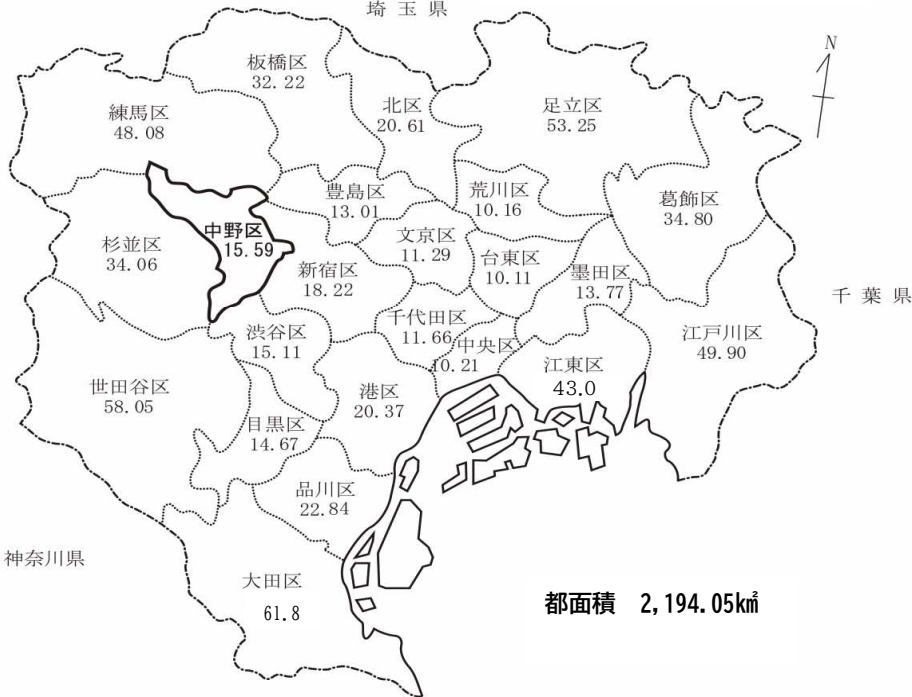 埼玉県
N
板橋区
32.22
北区
20.61
足立区
53.25
練馬区
48.08
豊島区
13.01
荒川区
10.16
葛飾区
34.80
中野区
15.59
杉並区
34.06
文京区
11.29
台東区
10.11
墨田区
13.77
新宿区
18.22
千葉県
千代田区
11.66
中央区
10.21
江戸川区
49.90
渋谷区
15.11
江東区
43.0
世田谷区
58.05
港区
20.37
目黒区
14.67
品川区
22.84
神奈川県
大田区
61.8
都面積 2,194.05k㎡